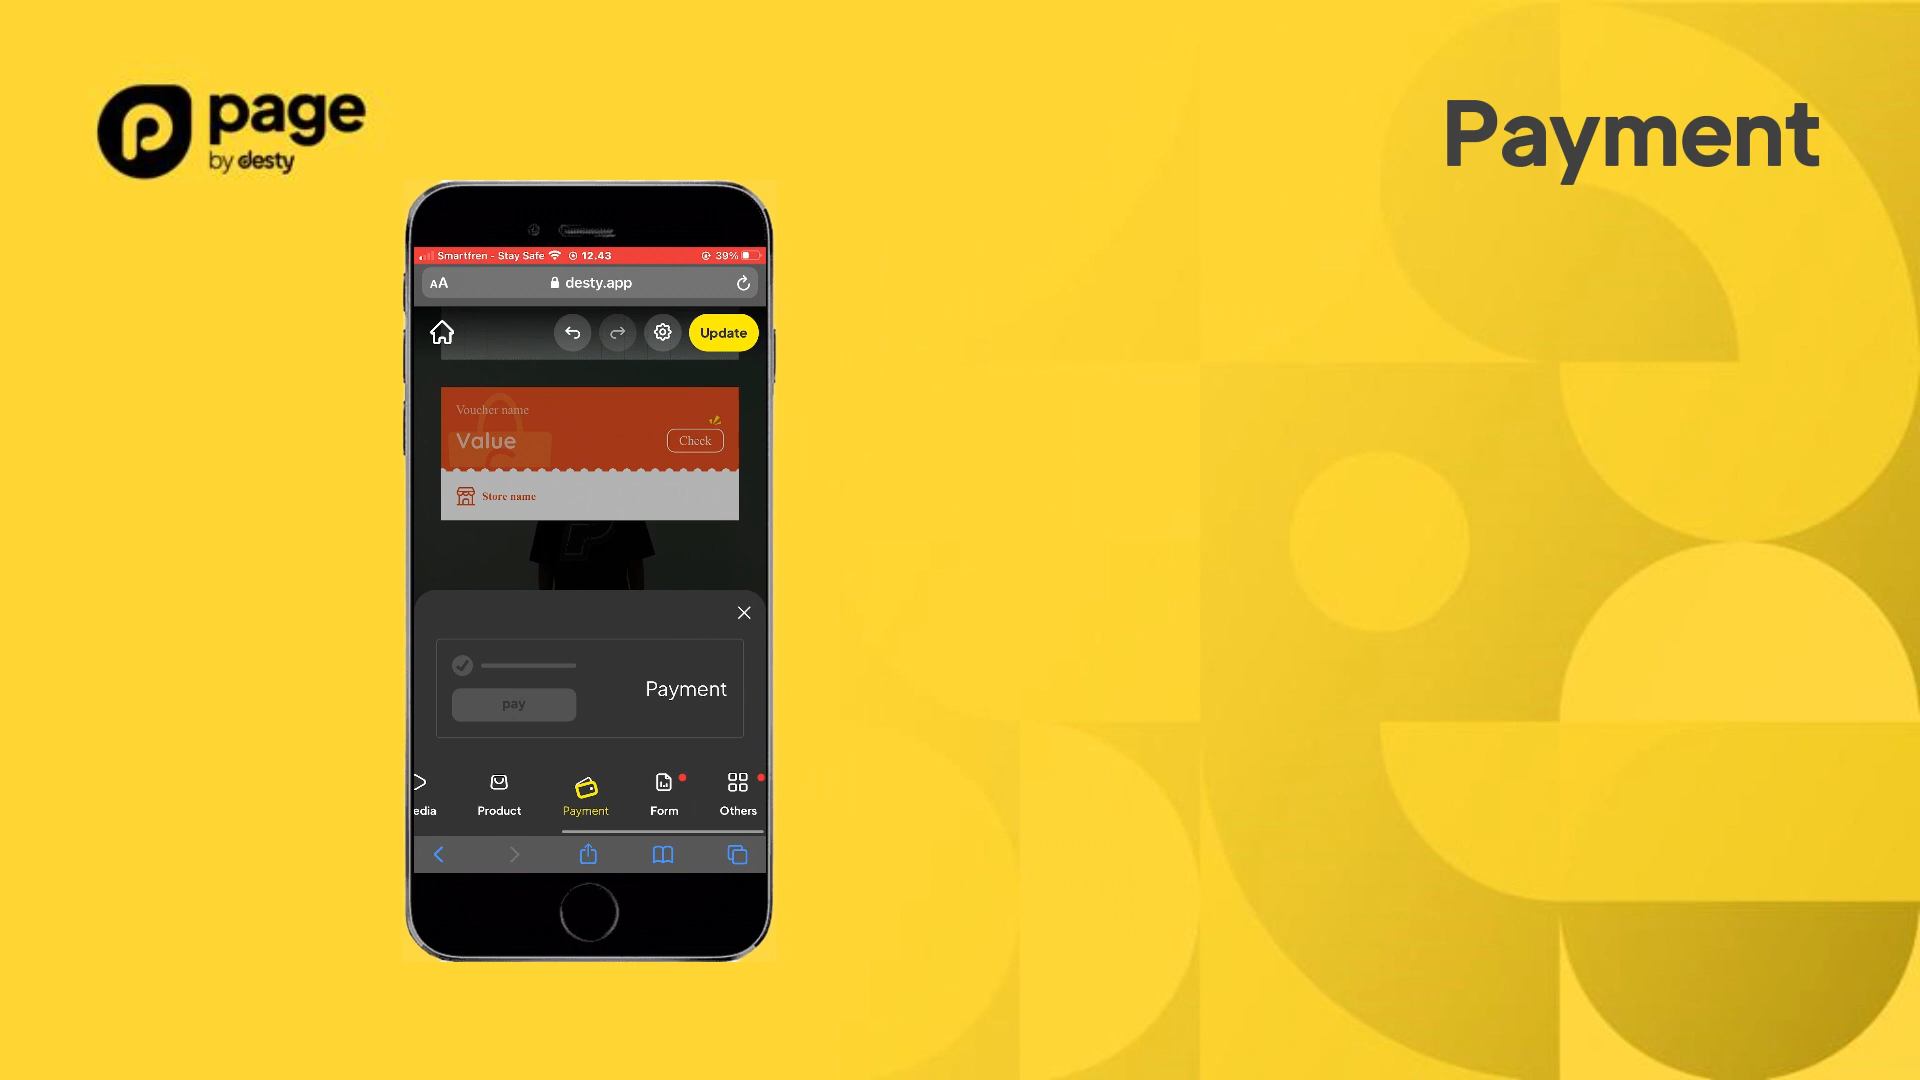 page
by desty
Payment
Smartfren - Stay Safe 12.43 39%
AA desty.app
Update
Voucher name
Value
Check
Store name
Payment
pay
edia Product Payment Form Others